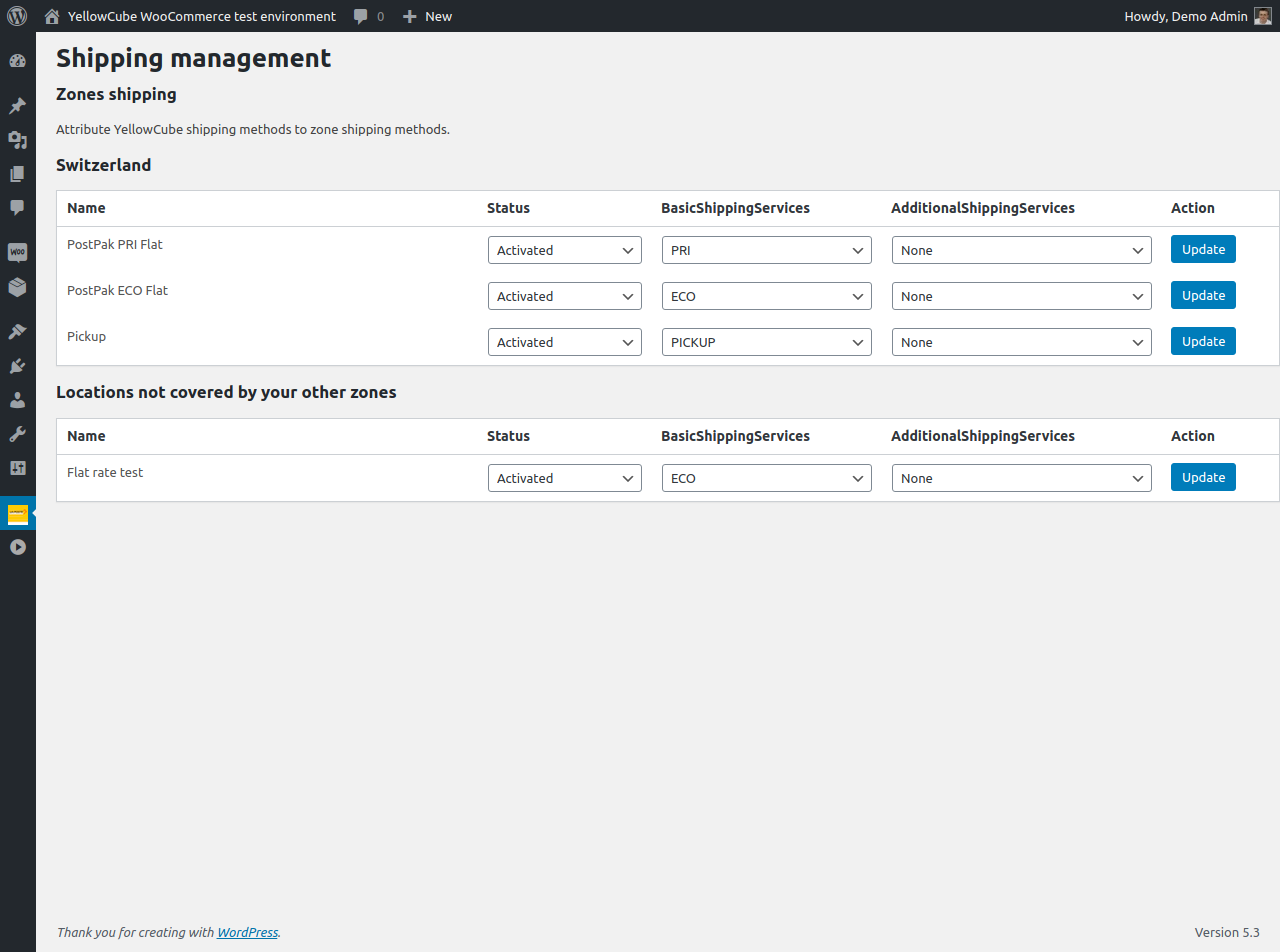 YellowCube WooCommerce test environment 0 New Howdy, Demo Admin
Shipping management
Zones shipping
Attribute YellowCube shipping methods to zone shipping methods.
Switzerland
Name Status BasicShippingServices AdditionalShippingServices Action
PostPak PRI Flat Activated PRI None Update
PostPak ECO Flat Activated ECO None Update
Pickup Activated PICKUP None Update
Locations not covered by your other zones
Name Status BasicShippingServices AdditionalShippingServices Action
Flat rate test Activated ECO None Update
Woo
Thank you for creating with WordPress. Version 5.3